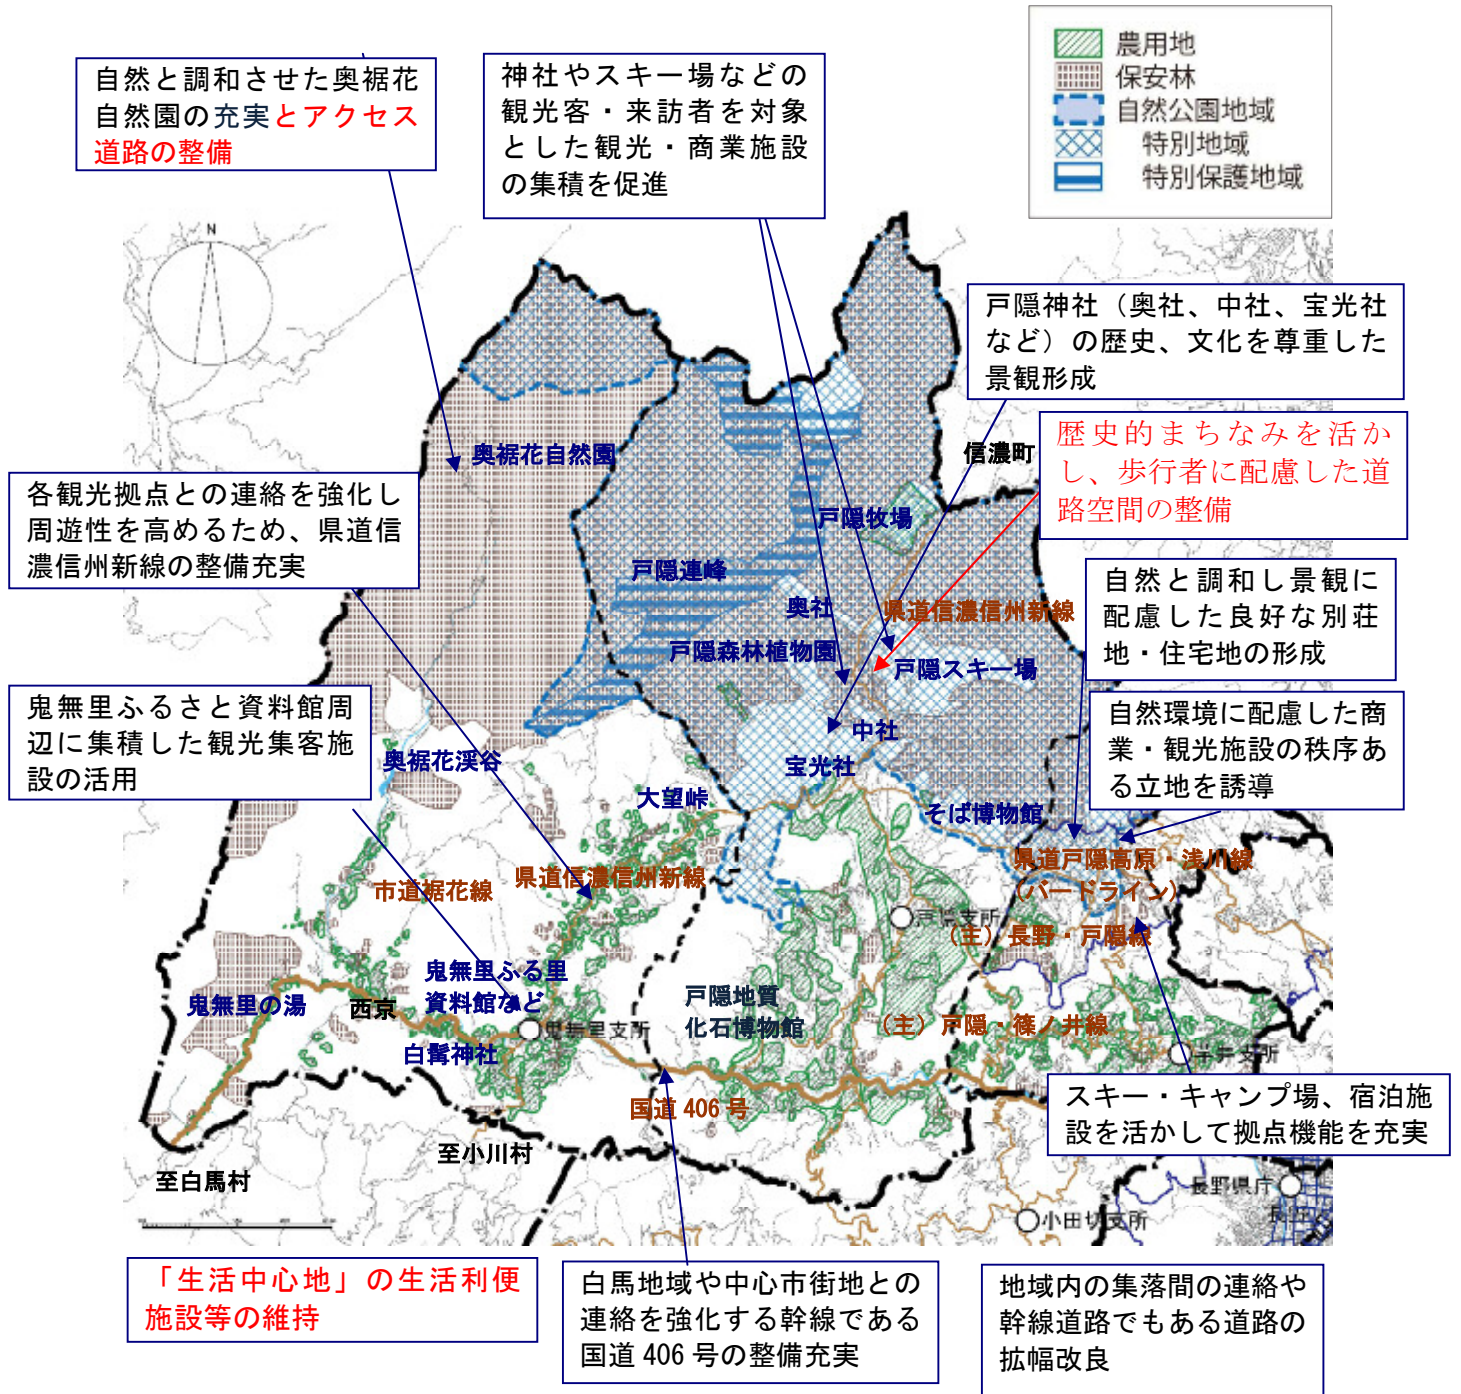 農用地
保安林
自然公園地域
特別地域
特別保護地域
自然と調和させた奥裾花
自然園の充実とアクセス
道路の整備
神社やスキー場などの
観光客・来訪者を対象
とした観光・商業施設
の集積を促進
N
戸隠神社（奥社、中社、宝光社
など）の歴史、文化を尊重した
景観形成
歴史的まちなみを活か
し、歩行者に配慮した道
路空間の整備
信濃町
奥裾花自然園
各観光拠点との連絡を強化し
周遊性を高めるため、県道信
濃信州新線の整備充実
戸隠牧場
戸隠連峰
奥社
県道信濃信州新線
戸隠森林植物園
戸隠スキー場
自然と調和し景観に
配慮した良好な別荘
地・住宅地の形成
鬼無里ふるさと資料館周
辺に集積した観光集客施
設の活用
自然環境に配慮した商
業・観光施設の秩序あ
る立地を誘導
中社
奥裾花渓谷
宝光社
大望峠
そば博物館
県道戸隠高原・浅川線
（バードライン）
県道信濃信州新線
市道裾花線
戸隠支所
（主）長野・戸隠線
鬼無里ふる里
資料館など
鬼無里の湯
西京
戸隠地質
化石博物館
（主）戸隠・篠ノ井線
鬼無里支所
白髯神社
芋井支所
国道 406 号
スキー・キャンプ場、宿泊施
設を活かして拠点機能を充実
至小川村
至白馬村
長野県庁
小田切支所
「生活中心地」の生活利便
施設等の維持
白馬地域や中心市街地との
連絡を強化する幹線である
国道 406 号の整備充実
地域内の集落間の連絡や
幹線道路でもある道路の
拡幅改良